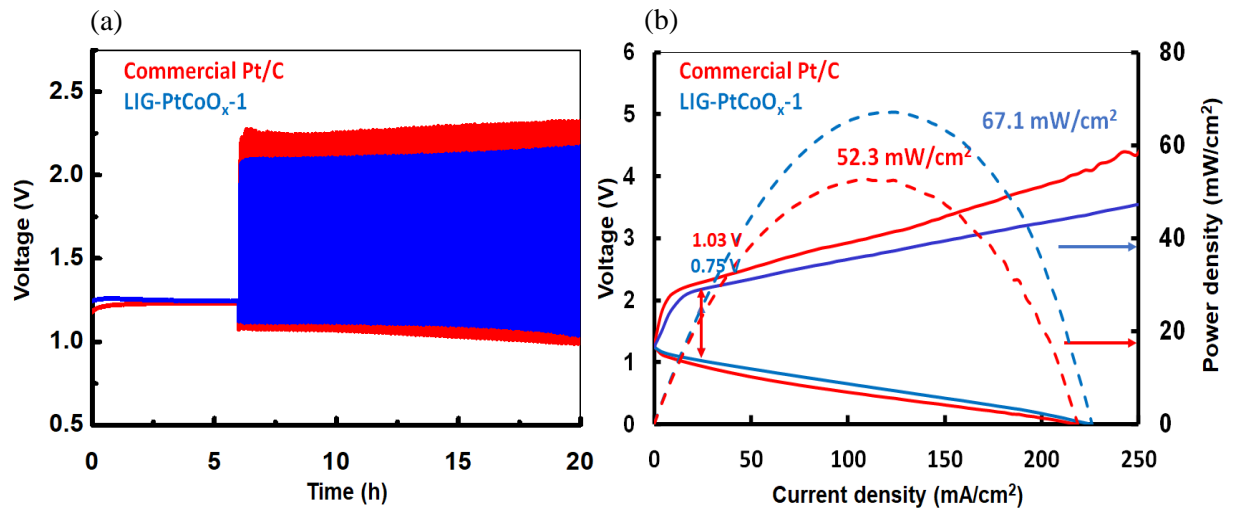 (a)
Commercial Pt/C
LIG-PtCoOₓ-1
2.5
2.0
1.5
1.0
0.5
Voltage (V)
0
5
10
15
20
Time (h)
(b)
Commercial Pt/C
LIG-PtCoOₓ-1
67.1 mW/cm²
52.3 mW/cm²
1.03 V
0.75 V
6
5
4
3
2
1
0
Voltage (V)
80
60
40
20
0
Power density (mW/cm²)
0
50
100
150
200
250
Current density (mA/cm²)